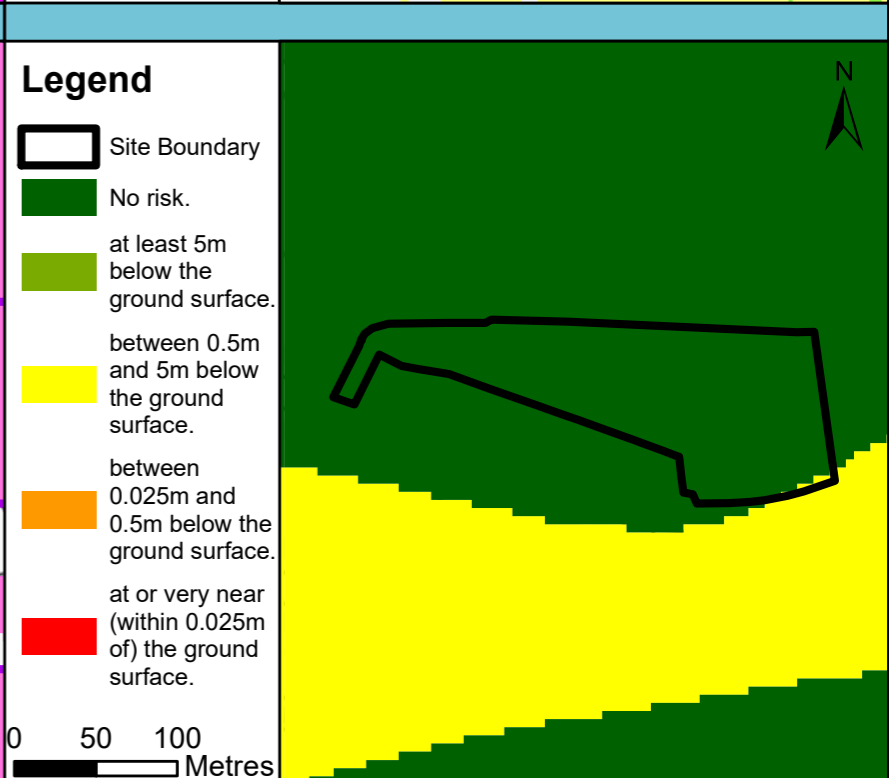 Legend
Site Boundary
No risk.
at least 5m
below the
ground surface.
between 0.5m
and 5m below
the ground
surface.
between
0.025m and
0.5m below the
ground surface.
at or very near
(within 0.025m
of) the ground
surface.
0 50 100
Metres
N